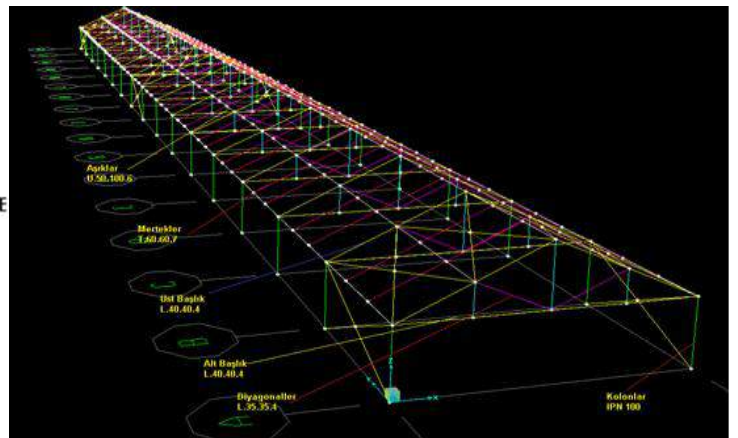 E
Aşıklar
U.50.100.6
Mertekler
T.60.60.7
Üst Başlık
L.40.40.4
Alt Başlık
L.40.40.4
Diyagonaller
L.35.35.4
Kolonlar
IPN 100
Z
Y
X